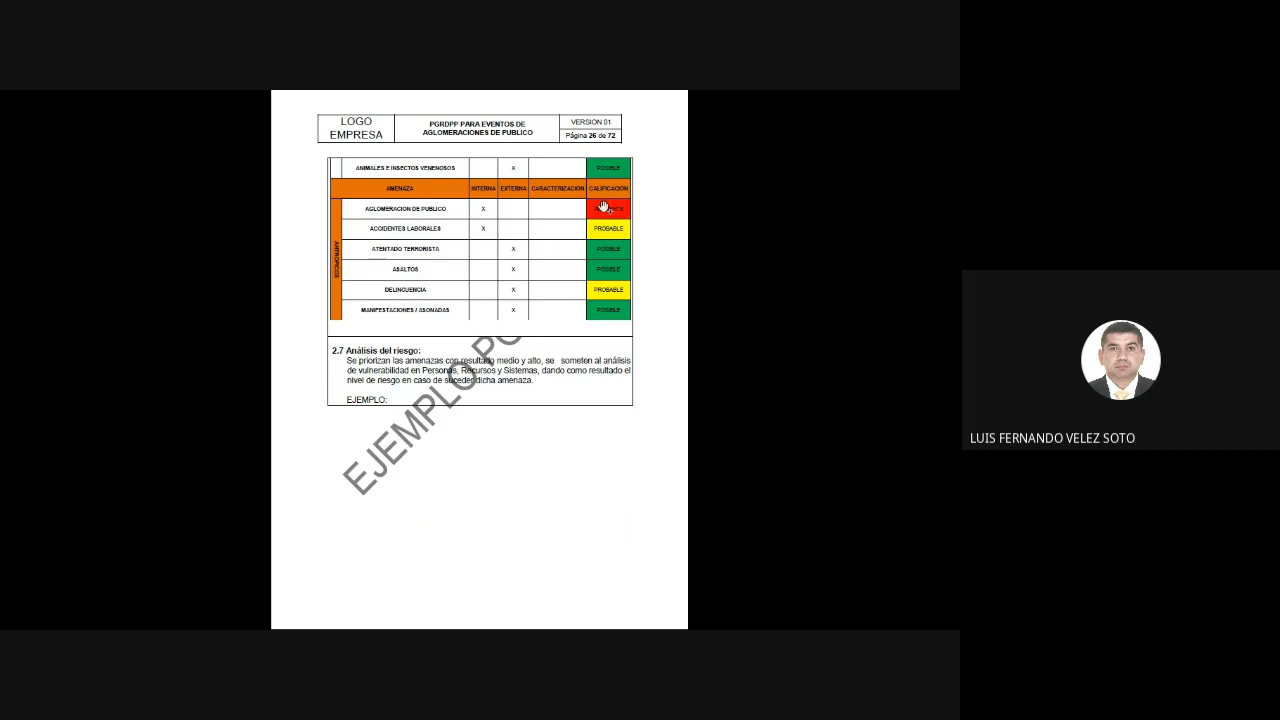 LOGO
EMPRESA
PGRDPP PARA EVENTOS DE
AGLOMERACIONES DE PUBLICO
VERSION 01
Página 26 de 72
ANIMALES E INSECTOS VENENOSOS X POSIBLE
AMENAZA INTERNA EXTERNA CARACTERIZACIÓN CALIFICACIÓN
ANTROPICOS
AGLOMERACION DE PUBLICO X
ACCIDENTES LABORALES X PROBABLE
ATENTADO TERRORISTA X POSIBLE
ASALTOS X POSIBLE
DELINCUENCIA X PROBABLE
MANIFESTACIONES / ASONADAS X POSIBLE
2.7 Análisis del riesgo:
Se priorizan las amenazas con resultado medio y alto, se someten al análisis
de vulnerabilidad en Personas, Recursos y Sistemas, dando como resultado el
nivel de riesgo en caso de suceder dicha amenaza.
EJEMPLO:
EJEMPLO
LUIS FERNANDO VELEZ SOTO